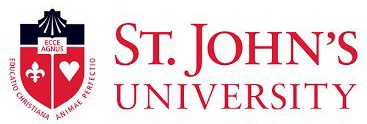 ECCE
AGNUS
EDUCATIO CHRISTIANA ANIMAE PERFECTIO
ST. JOHN'S
UNIVERSITY